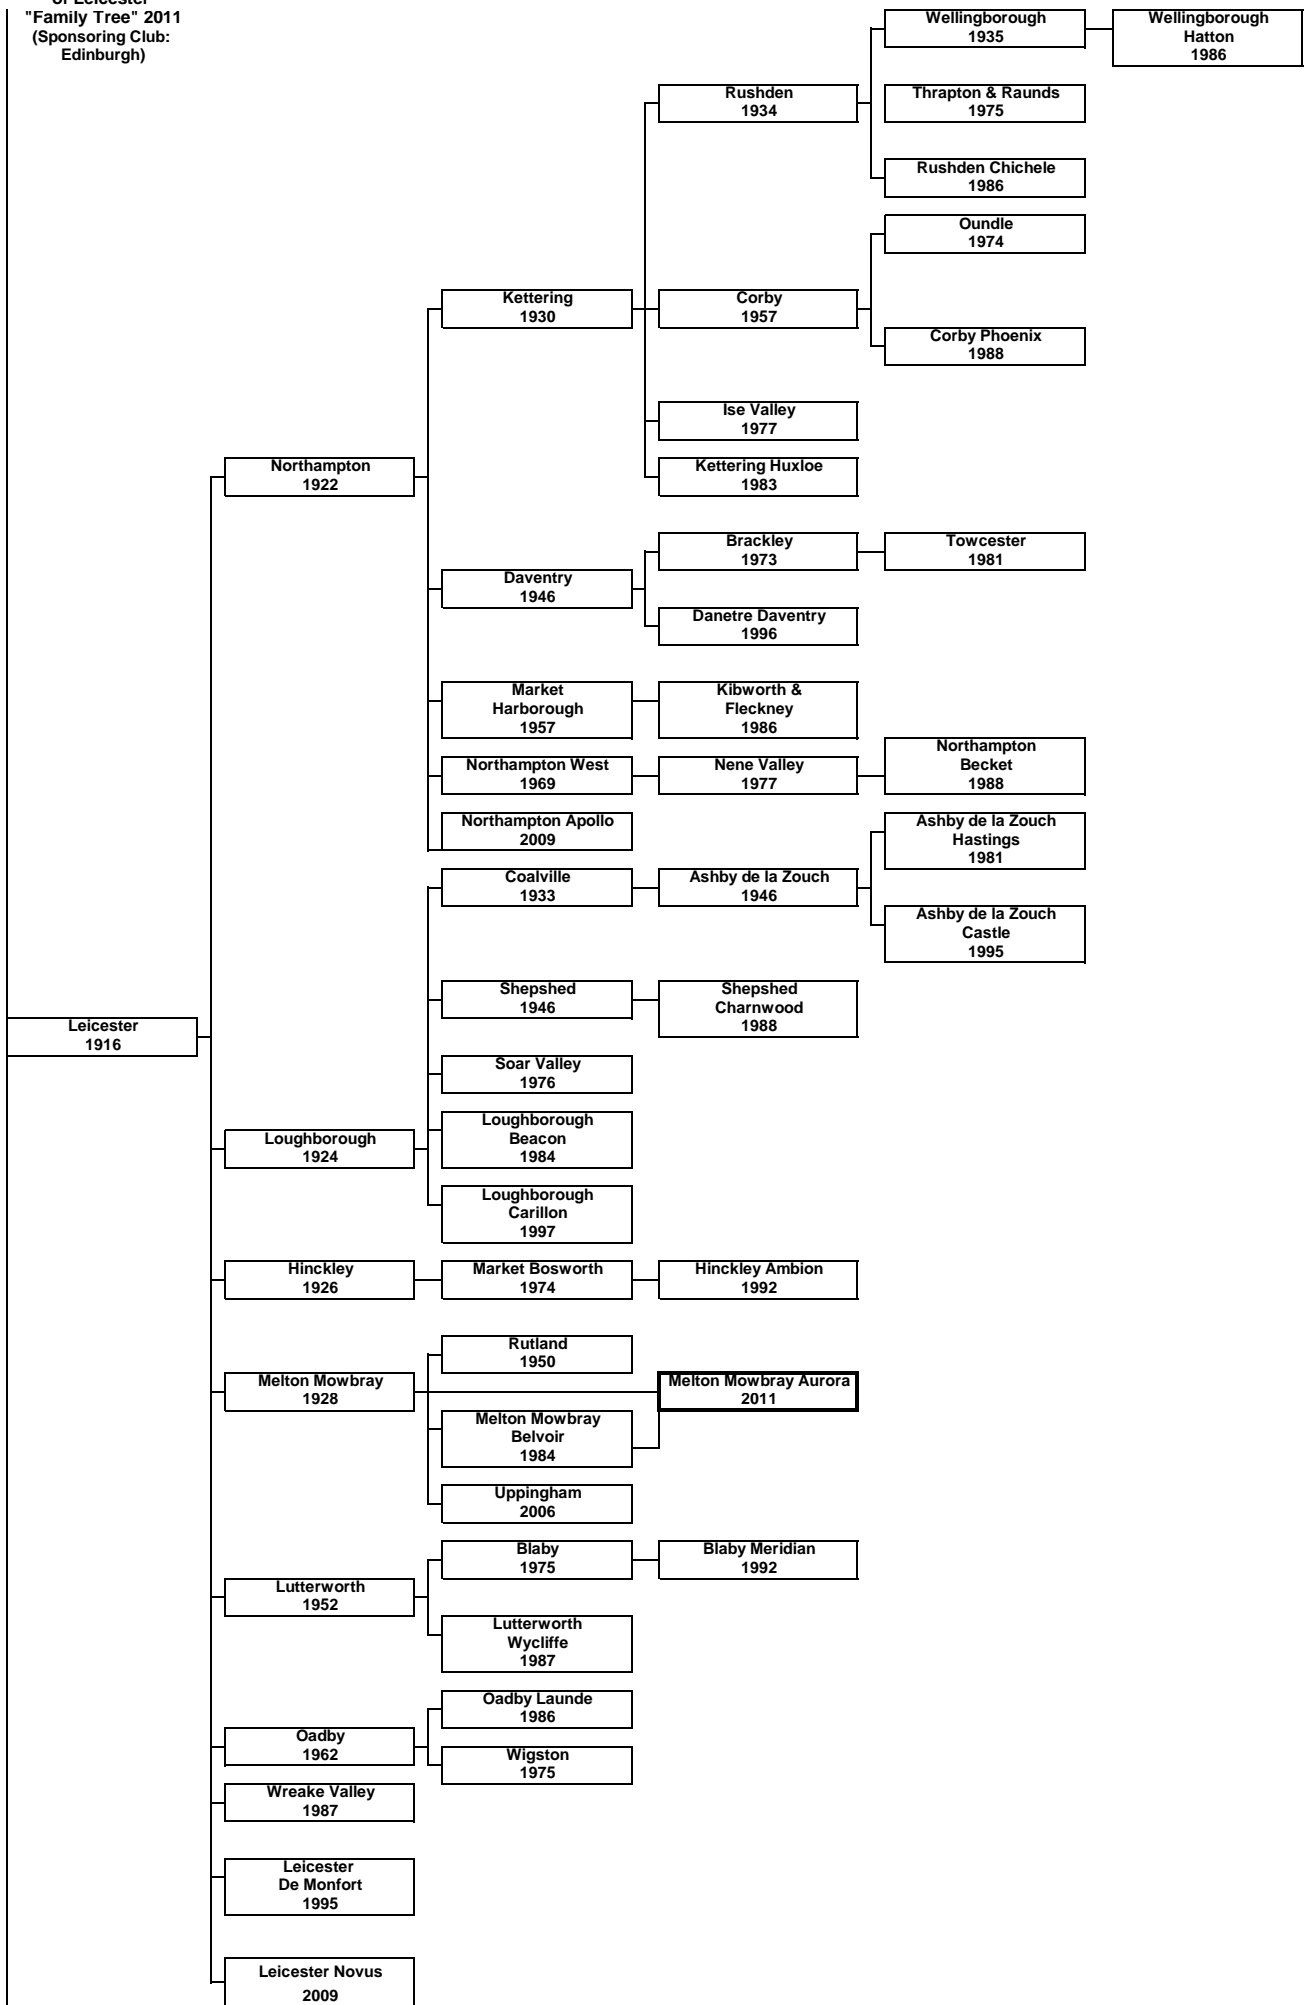 of Leicester
"Family Tree" 2011
(Sponsoring Club:
Edinburgh)
Wellingborough
1935
Wellingborough
Hatton
1986
Rushden
1934
Thrapton & Raunds
1975
Rushden Chichele
1986
Oundle
1974
Kettering
1930
Corby
1957
Corby Phoenix
1988
Ise Valley
1977
Northampton
1922
Kettering Huxloe
1983
Brackley
1973
Towcester
1981
Daventry
1946
Danetre Daventry
1996
Market
Harborough
1957
Kibworth &
Fleckney
1986
Northampton West
1969
Nene Valley
1977
Northampton
Becket
1988
Northampton Apollo
2009
Ashby de la Zouch
Hastings
1981
Coalville
1933
Ashby de la Zouch
1946
Ashby de la Zouch
Castle
1995
Shepshed
1946
Shepshed
Charnwood
1988
Leicester
1916
Soar Valley
1976
Loughborough
1924
Loughborough
Beacon
1984
Loughborough
Carillon
1997
Hinckley
1926
Market Bosworth
1974
Hinckley Ambion
1992
Rutland
1950
Melton Mowbray
1928
Melton Mowbray Aurora
2011
Melton Mowbray
Belvoir
1984
Uppingham
2006
Blaby
1975
Blaby Meridian
1992
Lutterworth
1952
Lutterworth
Wycliffe
1987
Oadby Launde
1986
Oadby
1962
Wigston
1975
Wreake Valley
1987
Leicester
De Monfort
1995
Leicester Novus
2009